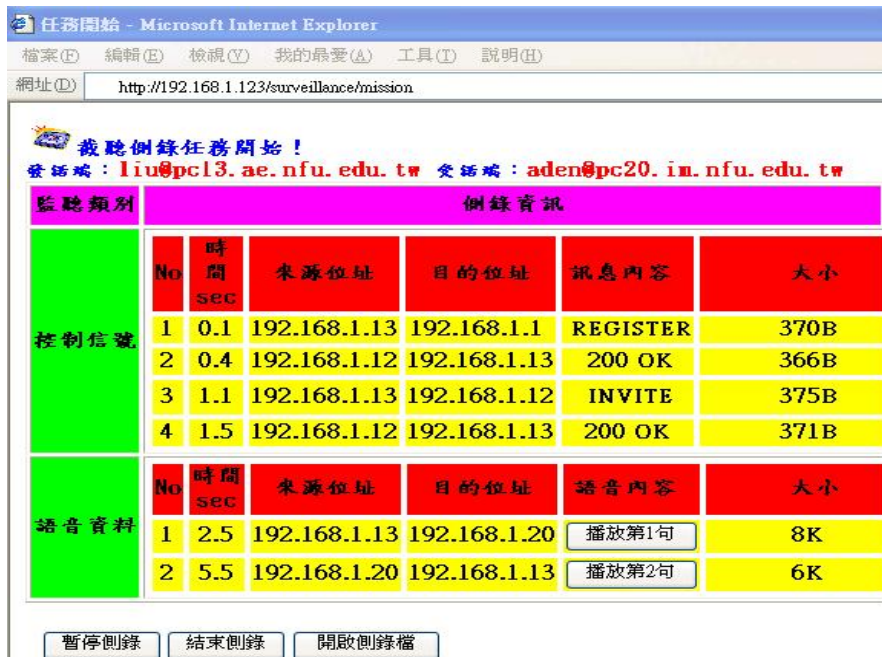 任務開始 - Microsoft Internet Explorer
檔案(F) 編輯(E) 檢視(V) 我的最愛(A) 工具(T) 說明(H)
網址(D) http://192.168.1.123/surveillance/mission
截聽側錄任務開始！
發話端：liu@pc13.ae.nfu.edu.tw 受話端：aden@pc20.im.nfu.edu.tw
監聽類別 側錄資訊
控制信號
No 時間 sec 來源位址 目的位址 訊息內容 大小
1 0.1 192.168.1.13 192.168.1.1 REGISTER 370B
2 0.4 192.168.1.12 192.168.1.13 200 OK 366B
3 1.1 192.168.1.13 192.168.1.12 INVITE 375B
4 1.5 192.168.1.12 192.168.1.13 200 OK 371B
語音資料
No 時間 sec 來源位址 目的位址 語音內容 大小
1 2.5 192.168.1.13 192.168.1.20 播放第1句 8K
2 5.5 192.168.1.20 192.168.1.13 播放第2句 6K
暫停側錄 結束側錄 開啟側錄檔